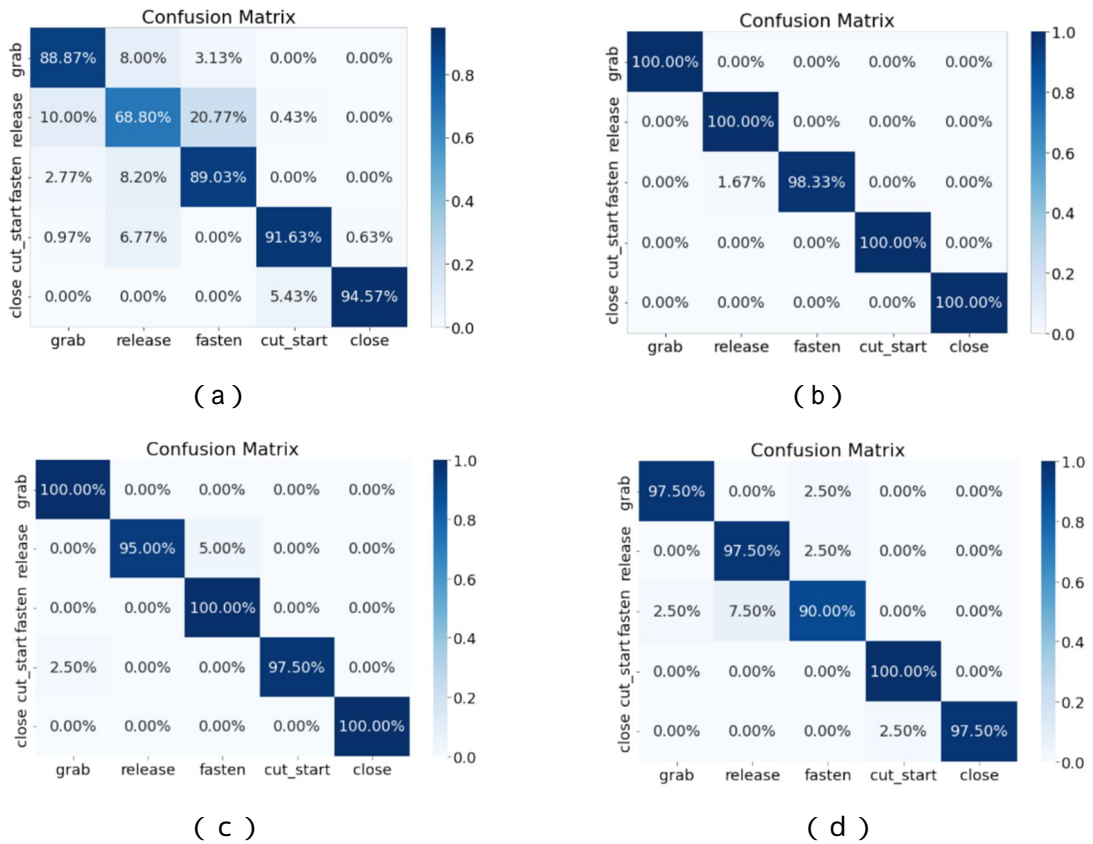 Confusion Matrix
grab 88.87% 8.00% 3.13% 0.00% 0.00%
release 10.00% 68.80% 20.77% 0.43% 0.00%
fasten 2.77% 8.20% 89.03% 0.00% 0.00%
cut_start 0.97% 6.77% 0.00% 91.63% 0.63%
close 0.00% 0.00% 0.00% 5.43% 94.57%
grab release fasten cut_start close
0.8
0.6
0.4
0.2
0.0
(a)
Confusion Matrix
grab 100.00% 0.00% 0.00% 0.00% 0.00%
release 0.00% 100.00% 0.00% 0.00% 0.00%
fasten 0.00% 1.67% 98.33% 0.00% 0.00%
cut_start 0.00% 0.00% 0.00% 100.00% 0.00%
close 0.00% 0.00% 0.00% 0.00% 100.00%
grab release fasten cut_start close
1.0
0.8
0.6
0.4
0.2
0.0
(b)
Confusion Matrix
grab 100.00% 0.00% 0.00% 0.00% 0.00%
release 0.00% 95.00% 5.00% 0.00% 0.00%
fasten 0.00% 0.00% 100.00% 0.00% 0.00%
cut_start 2.50% 0.00% 0.00% 97.50% 0.00%
close 0.00% 0.00% 0.00% 0.00% 100.00%
grab release fasten cut_start close
1.0
0.8
0.6
0.4
0.2
0.0
(c)
Confusion Matrix
grab 97.50% 0.00% 2.50% 0.00% 0.00%
release 0.00% 97.50% 2.50% 0.00% 0.00%
fasten 2.50% 7.50% 90.00% 0.00% 0.00%
cut_start 0.00% 0.00% 0.00% 100.00% 0.00%
close 0.00% 0.00% 0.00% 2.50% 97.50%
grab release fasten cut_start close
1.0
0.8
0.6
0.4
0.2
0.0
(d)